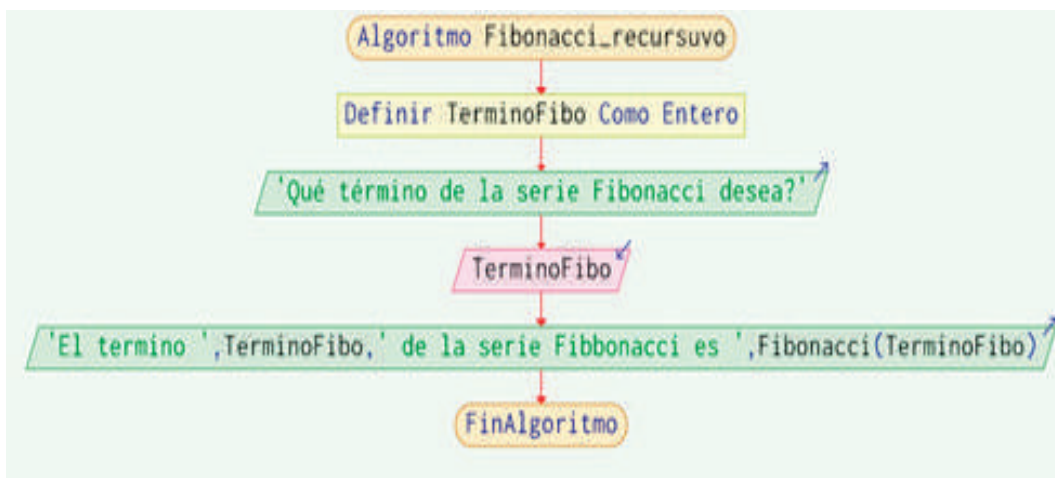 Algoritmo Fibonacci_recursuvo
Definir TerminoFibo Como Entero
'Qué término de la serie Fibonacci desea?'
TerminoFibo
'El termino ',TerminoFibo,' de la serie Fibbonacci es ',Fibonacci(TerminoFibo)
FinAlgoritmo